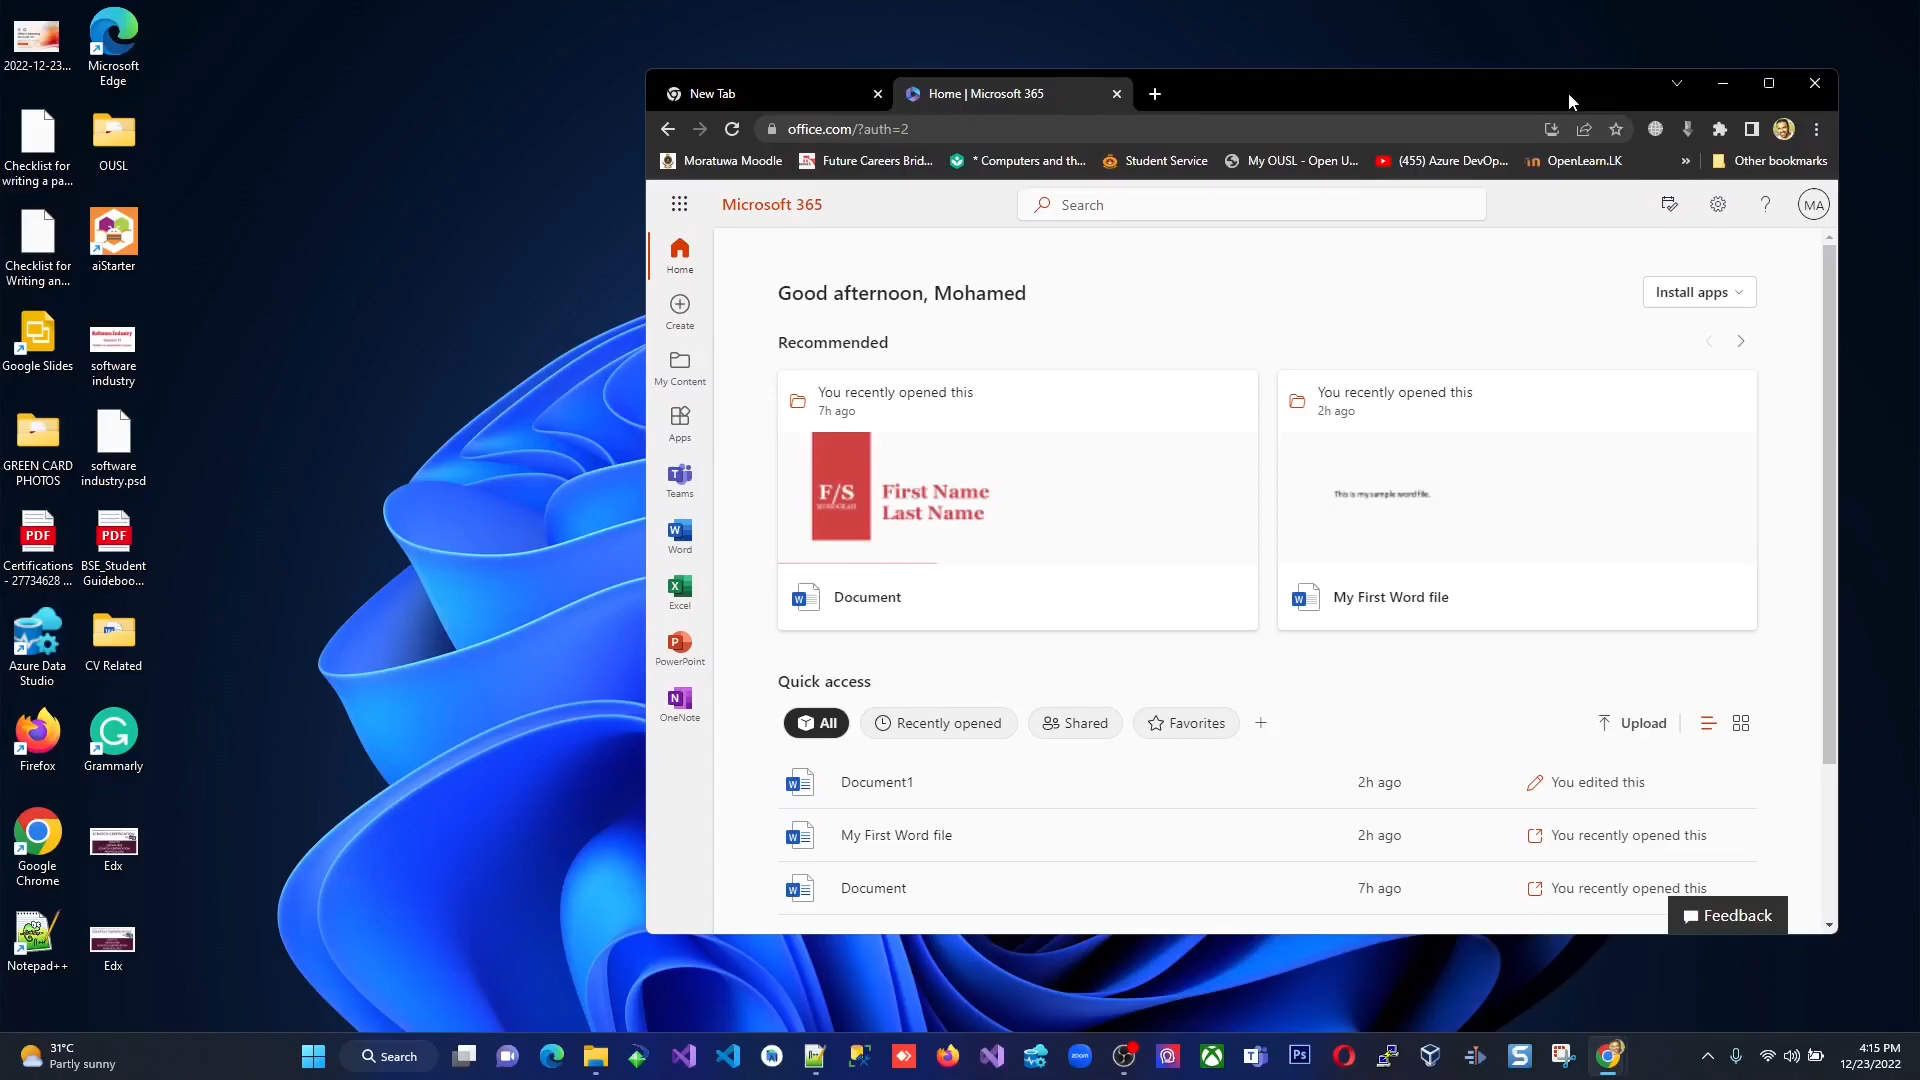 2022-12-23...
Microsoft
Edge
Checklist for
writing a pa...
OUSL
Checklist for
Writing an...
aiStarter
Google Slides
software
industry
GREEN CARD
PHOTOS
software
industry.psd
PDF
PDF
Certifications
- 27734628 ...
BSE_Student
Guideboo...
Azure Data
Studio
CV Related
Firefox
Grammarly
Google
Chrome
Edx
Notepad++
Edx
New Tab
Home | Microsoft 365
office.com/?auth=2
Moratuwa Moodle
Future Careers Brid...
* Computers and th...
Student Service
My OUSL - Open U...
(455) Azure DevOp...
OpenLearn.LK
»
Other bookmarks
Microsoft 365
Search
MA
Home
Create
My Content
Apps
Teams
Word
Excel
PowerPoint
OneNote
Good afternoon, Mohamed
Install apps
Recommended
You recently opened this
7h ago
F/S
MONOGRAM
First Name
Last Name
Document
You recently opened this
2h ago
This is my sample word file.
My First Word file
Quick access
All
Recently opened
Shared
Favorites
Upload
Document1
2h ago
You edited this
My First Word file
2h ago
You recently opened this
Document
7h ago
You recently opened this
Feedback
31°C
Partly sunny
Search
zoom
Ps
4:15 PM
12/23/2022